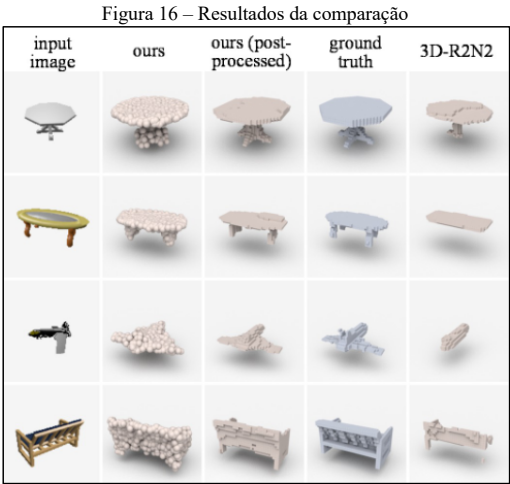 Figura 16 – Resultados da comparação
input image
ours
ours (post-processed)
ground truth
3D-R2N2